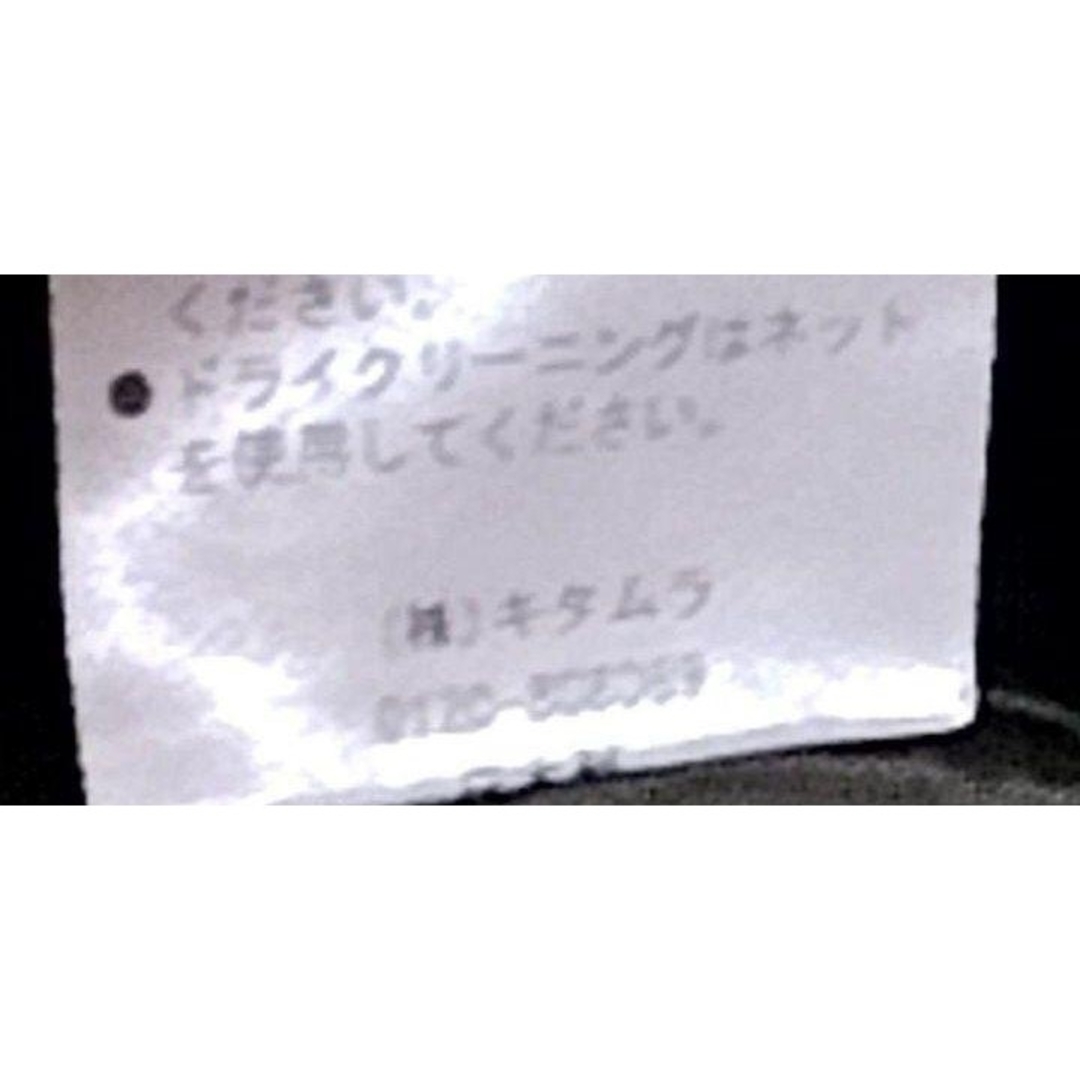 ください。
●ドライクリーニングはネット
を使用してください。
(株)キタムラ